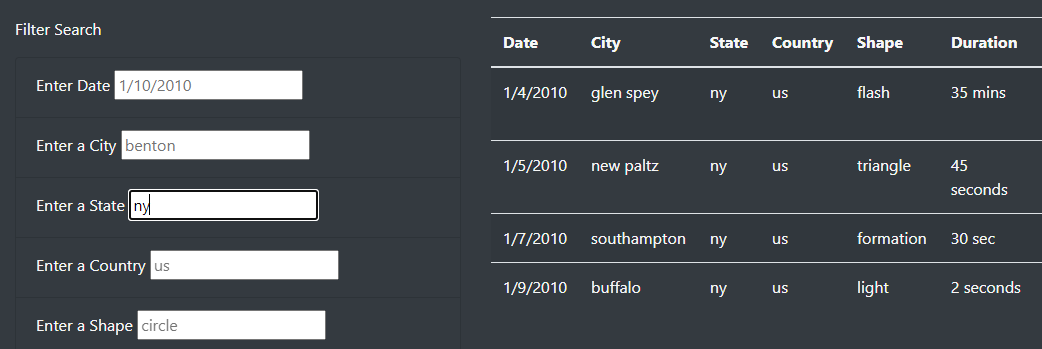 Filter Search
Enter Date 1/10/2010
Enter a City benton
Enter a State ny
Enter a Country us
Enter a Shape circle
Date City State Country Shape Duration
1/4/2010 glen spey ny us flash 35 mins
1/5/2010 new paltz ny us triangle 45
seconds
1/7/2010 southampton ny us formation 30 sec
1/9/2010 buffalo ny us light 2 seconds